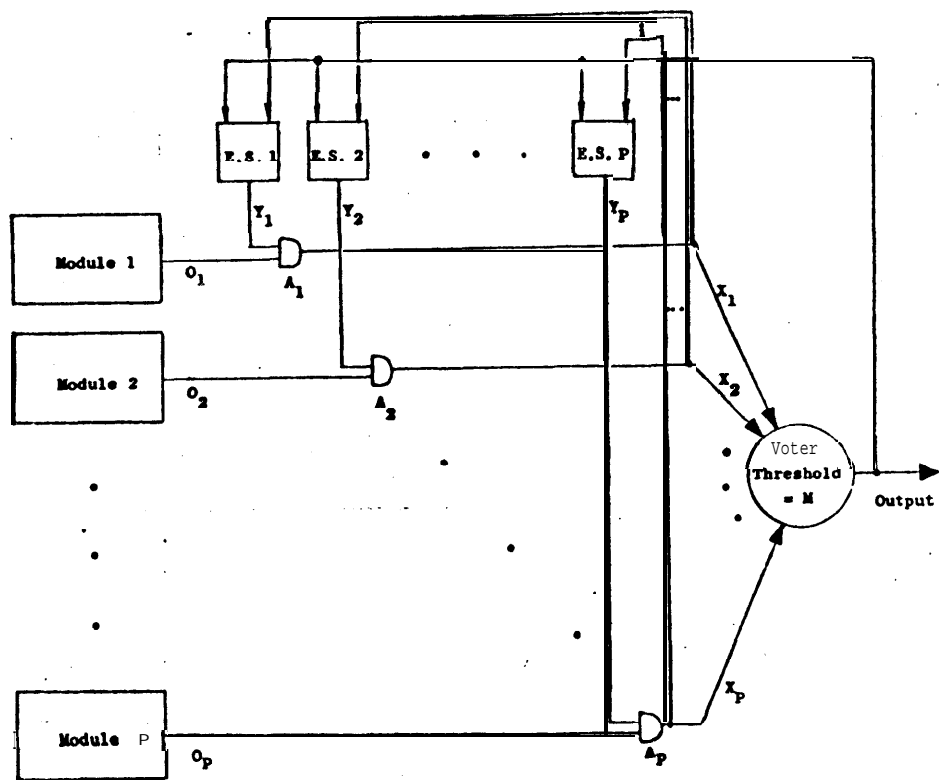 E.S. 1
E.S. 2
E.S. P
Y1
Y2
YP
Module 1
O1
A1
X1
Module 2
O2
A2
X2
Voter
Threshold
= M
Output
XP
Module P
OP
AP